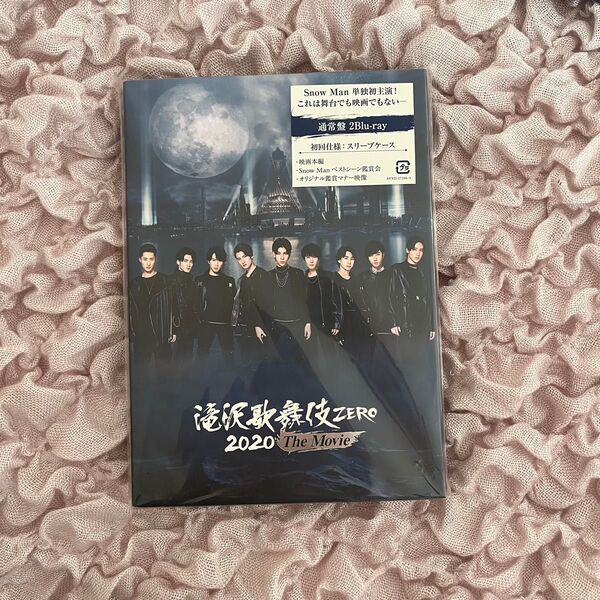 Snow Man 単独初主演！
これは舞台でも映画でもない―
通常盤 2Blu-ray
初回仕様：スリーブケース
・映画本編
・Snow Man ベストシーン鑑賞会
・オリジナル鑑賞マナー映像
滝沢歌舞伎ZERO
2020 The Movie